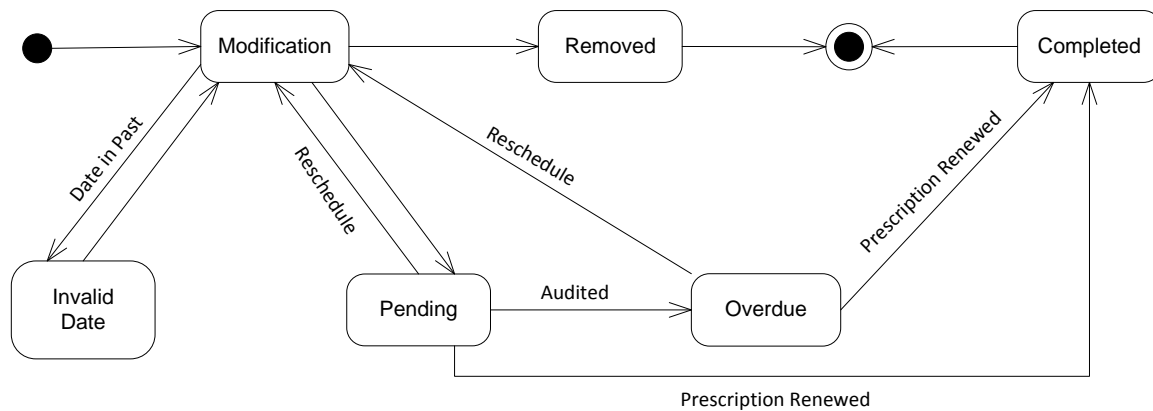 Modification
Removed
Completed
Date in Past
Reschedule
Reschedule
Prescription Renewed
Invalid
Date
Pending
Audited
Overdue
Prescription Renewed